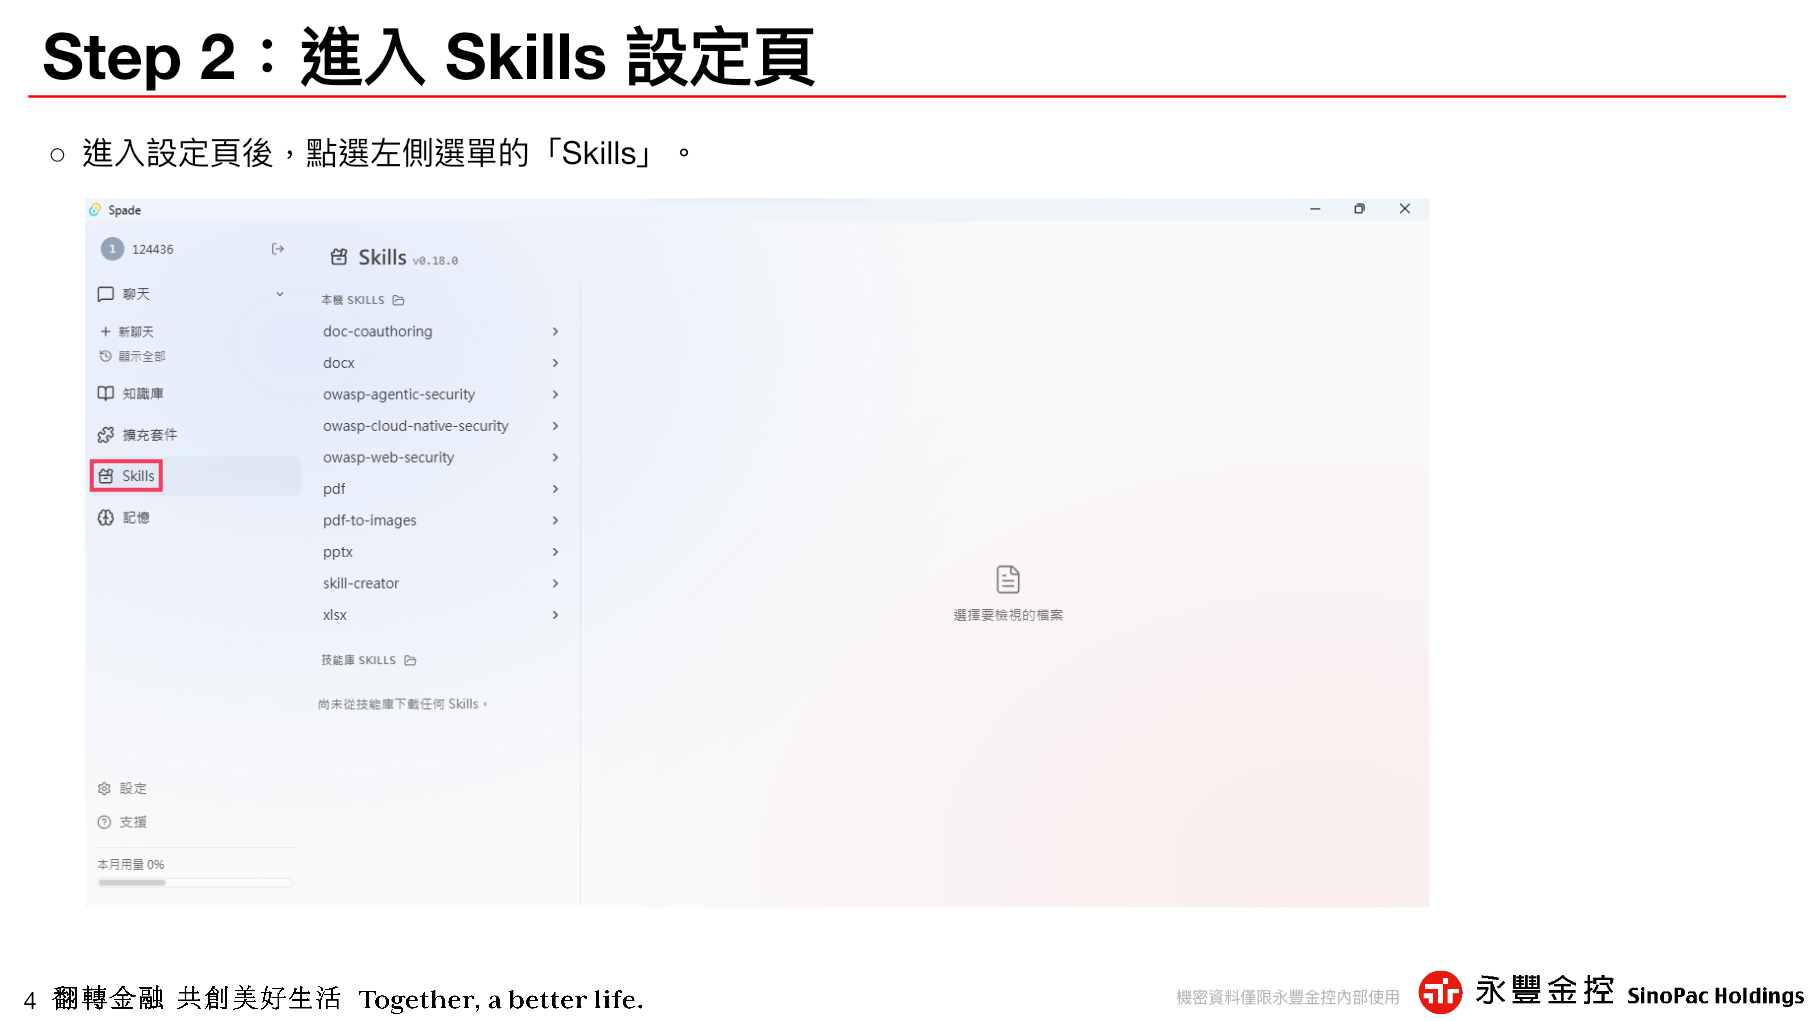 Step 2：進入 Skills 設定頁
○ 進入設定頁後，點選左側選單的「Skills」。
Spade
1 124436
聊天
新聊天
顯示全部
知識庫
擴充套件
Skills
記憶
設定
支援
本月用量 0%
Skills v0.18.0
本機 SKILLS
doc-coauthoring
docx
owasp-agentic-security
owasp-cloud-native-security
owasp-web-security
pdf
pdf-to-images
pptx
skill-creator
xlsx
技能庫 SKILLS
尚未從技能庫下載任何 Skills。
選擇要檢視的檔案
4 翻轉金融 共創美好生活 Together, a better life.
機密資料僅限永豐金控內部使用
永豐金控 SinoPac Holdings